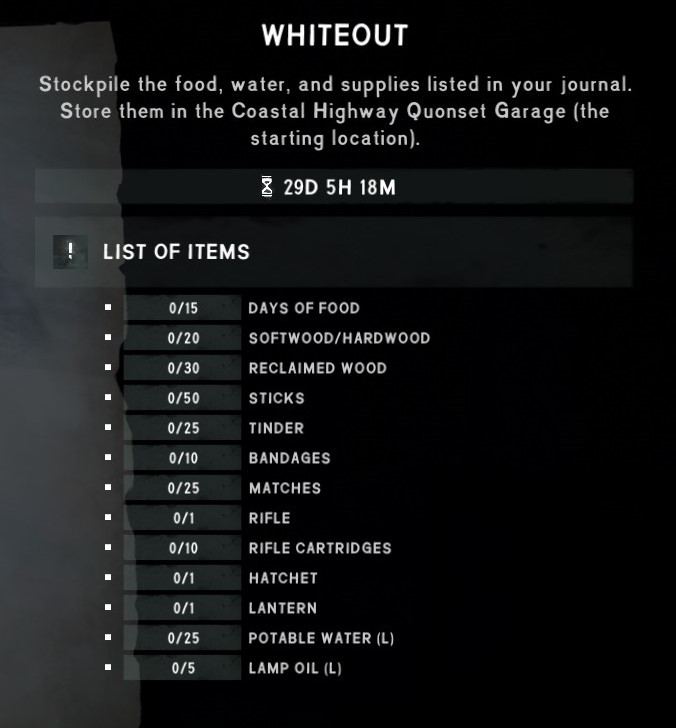 WHITEOUT
Stockpile the food, water, and supplies listed in your journal.
Store them in the Coastal Highway Quonset Garage (the
starting location).
29D 5H 18M
! LIST OF ITEMS
0/15 DAYS OF FOOD
0/20 SOFTWOOD/HARDWOOD
0/30 RECLAIMED WOOD
0/50 STICKS
0/25 TINDER
0/10 BANDAGES
0/25 MATCHES
0/1 RIFLE
0/10 RIFLE CARTRIDGES
0/1 HATCHET
0/1 LANTERN
0/25 POTABLE WATER (L)
0/5 LAMP OIL (L)